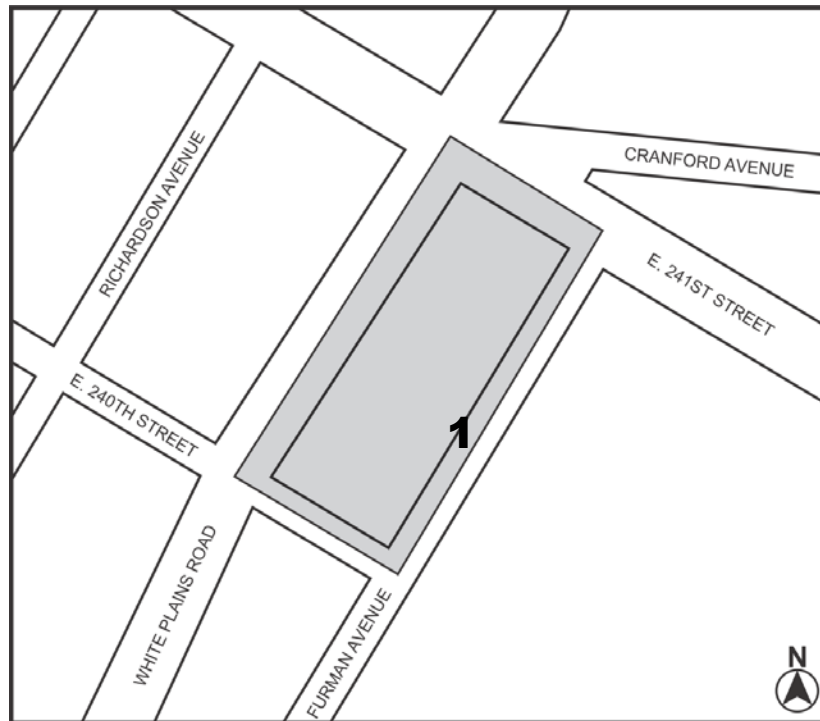 CRANFORD AVENUE
RICHARDSON AVENUE
E. 241ST STREET
E. 240TH STREET
1
WHITE PLAINS ROAD
FURMAN AVENUE
N